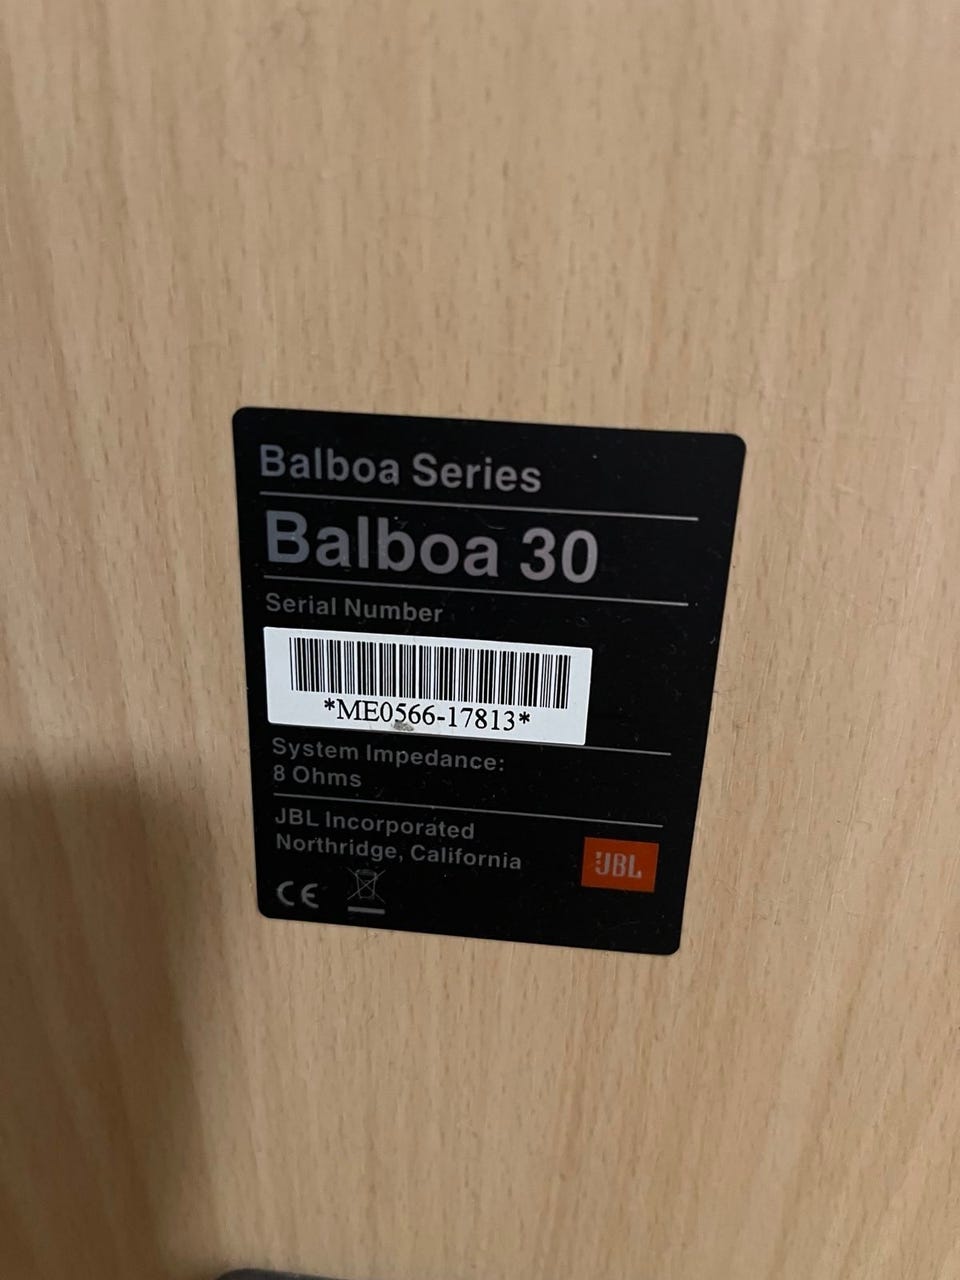 Balboa Series
Balboa 30
Serial Number
*ME0566-17813*
System Impedance:
8 Ohms
JBL Incorporated
Northridge, California
JBL
CE